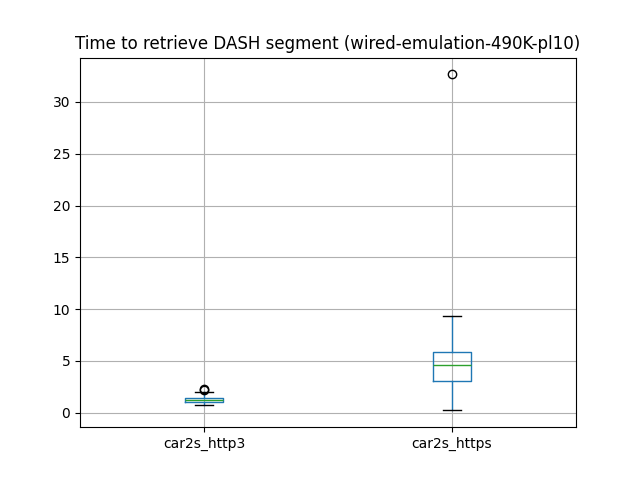 Time to retrieve DASH segment (wired-emulation-490K-pl10)
30
25
20
15
10
5
0
car2s_http3
car2s_https